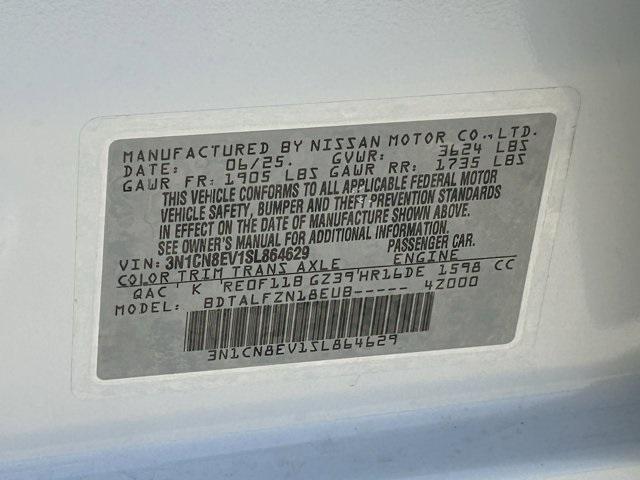 MANUFACTURED BY NISSAN MOTOR CO.,LTD.
DATE: 06/25. GVWR: 3624 LBS
GAWR FR: 1905 LBS GAWR RR: 1735 LBS
THIS VEHICLE CONFORMS TO ALL APPLICABLE FEDERAL MOTOR
VEHICLE SAFETY, BUMPER AND THEFT PREVENTION STANDARDS
IN EFFECT ON THE DATE OF MANUFACTURE SHOWN ABOVE.
SEE OWNER'S MANUAL FOR ADDITIONAL INFORMATION.
VIN: 3N1CN8EV1SL864629 PASSENGER CAR.
COLOR TRIM TRANS AXLE ENGINE
QAC' K 'RE0F11B GZ39'HR16DE 1598 CC
MODEL: BDTALFZN18EUB----- 4Z000
3N1CN8EV1SL864629